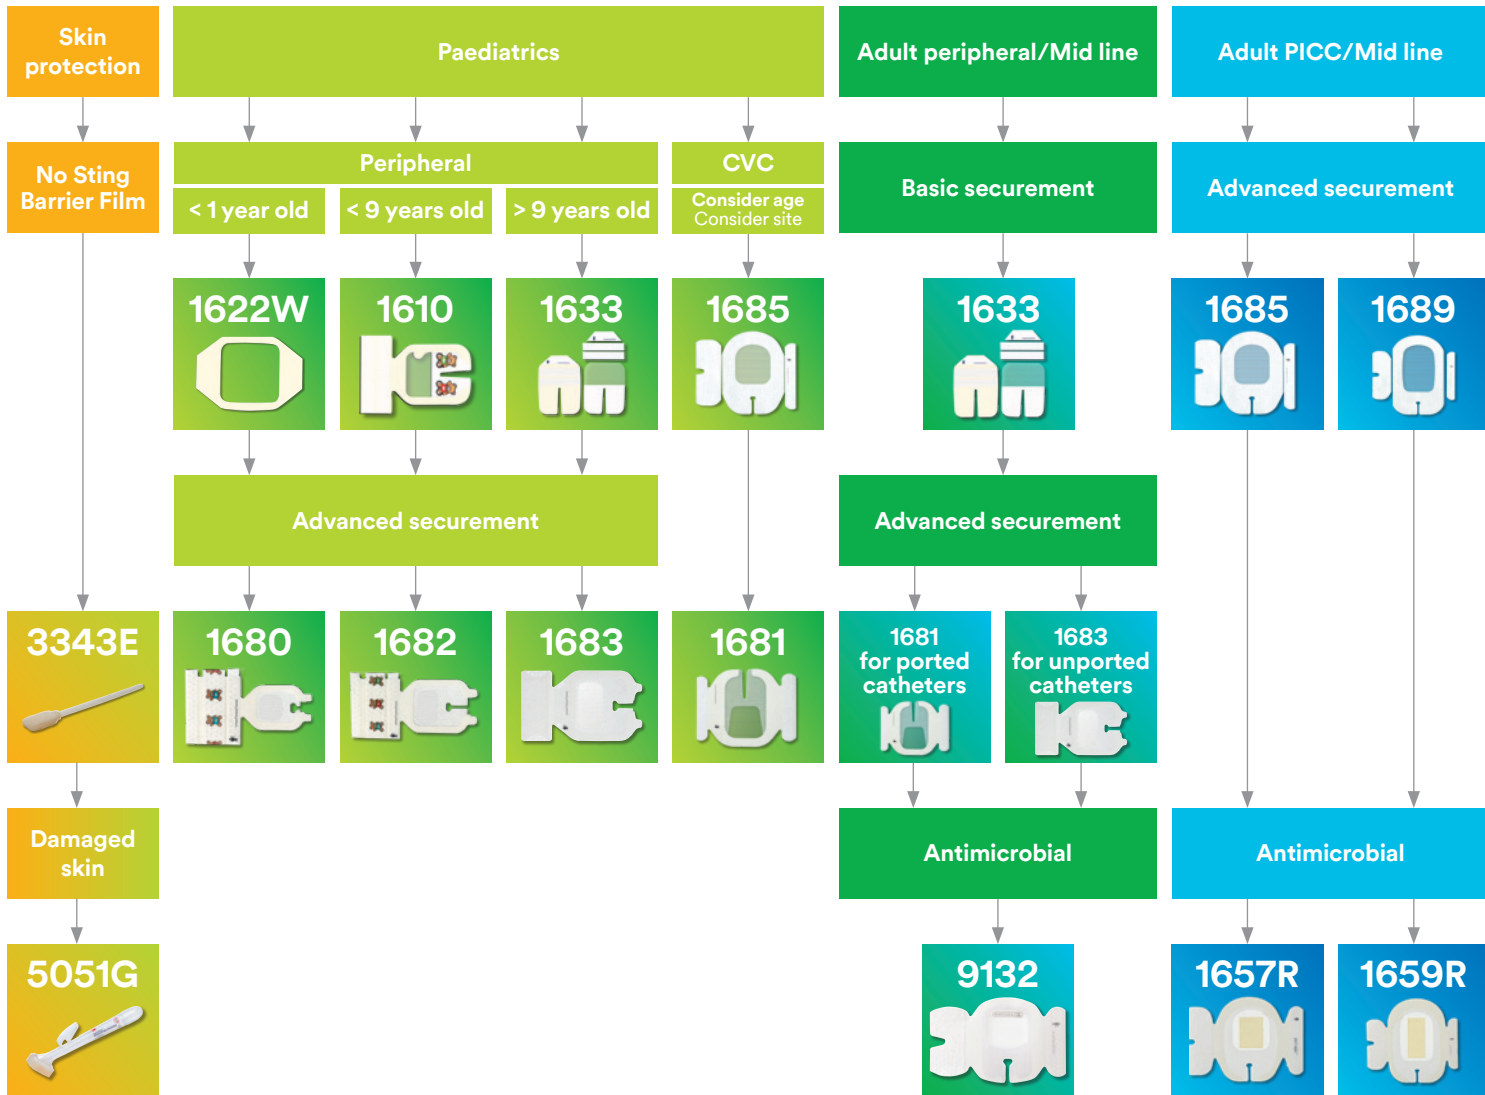 Skin
protection
Paediatrics
Adult peripheral/Mid line
Adult PICC/Mid line
No Sting
Barrier Film
Peripheral
CVC
Basic securement
Advanced securement
< 1 year old
< 9 years old
> 9 years old
Consider age
Consider site
1622W
1610
1633
1685
1633
1685
1689
Advanced securement
Advanced securement
3343E
1680
1682
1683
1681
1681
for ported
catheters
1683
for unported
catheters
Damaged
skin
Antimicrobial
Antimicrobial
5051G
9132
1657R
1659R